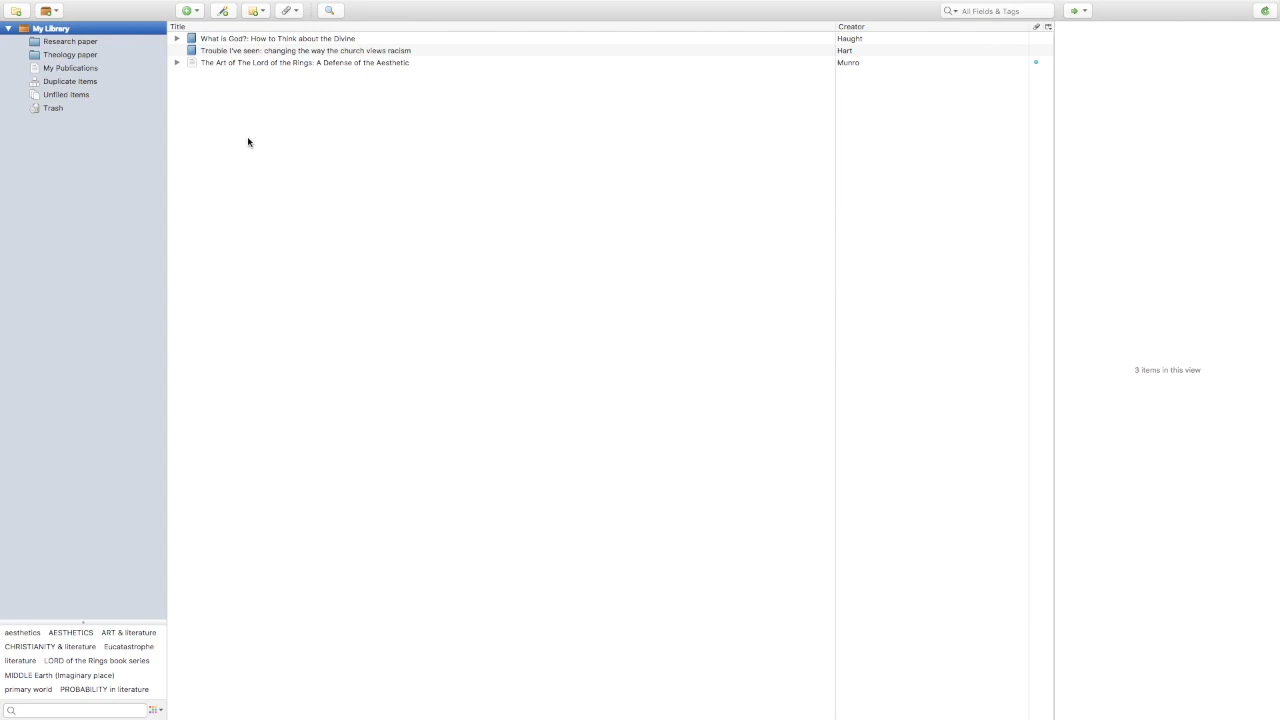 All Fields & Tags
My Library
Research paper
Theology paper
My Publications
Duplicate Items
Unfiled Items
Trash
Title
Creator
What is God?: How to Think about the Divine
Haught
Trouble I've seen: changing the way the church views racism
Hart
The Art of The Lord of the Rings: A Defense of the Aesthetic
Munro
3 items in this view
aesthetics AESTHETICS ART & literature
CHRISTIANITY & literature Eucatastrophe
literature LORD of the Rings book series
MIDDLE Earth (Imaginary place)
primary world PROBABILITY in literature